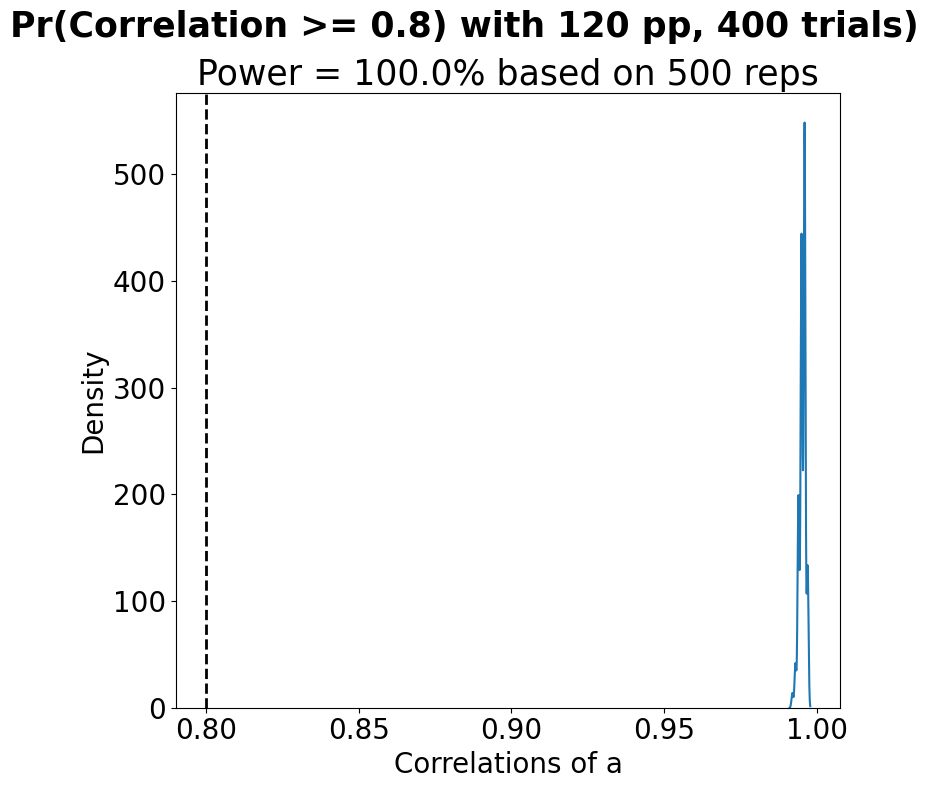 Pr(Correlation >= 0.8) with 120 pp, 400 trials)
Power = 100.0% based on 500 reps
500
400
300
200
100
0
Density
0.80 0.85 0.90 0.95 1.00
Correlations of a